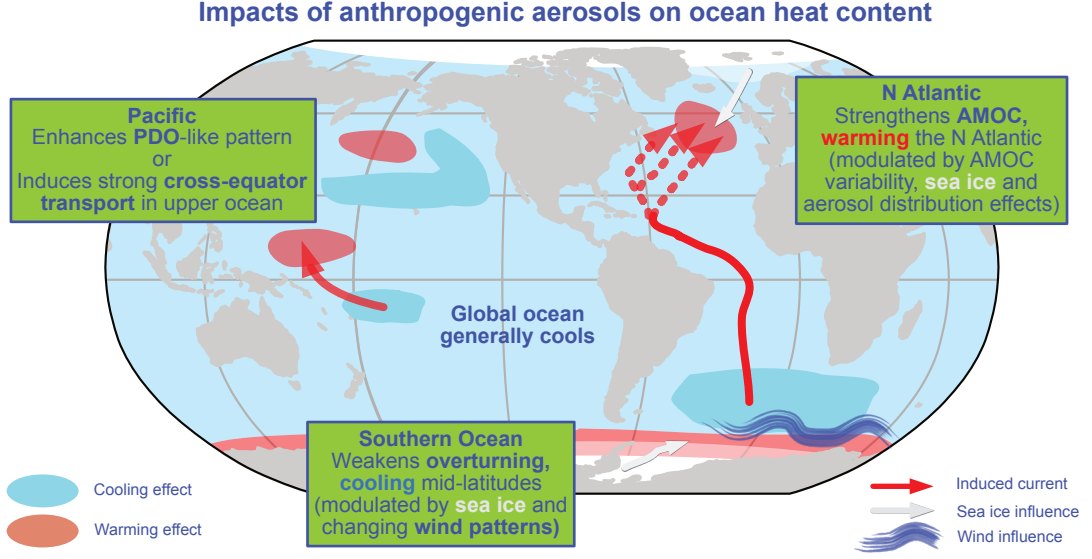 Impacts of anthropogenic aerosols on ocean heat content
Pacific
Enhances PDO-like pattern
or
Induces strong cross-equator
transport in upper ocean
N Atlantic
Strengthens AMOC,
warming the N Atlantic
(modulated by AMOC
variability, sea ice and
aerosol distribution effects)
Global ocean
generally cools
Southern Ocean
Weakens overturning,
cooling mid-latitudes
(modulated by sea ice and
changing wind patterns)
Cooling effect
Warming effect
Induced current
Sea ice influence
Wind influence